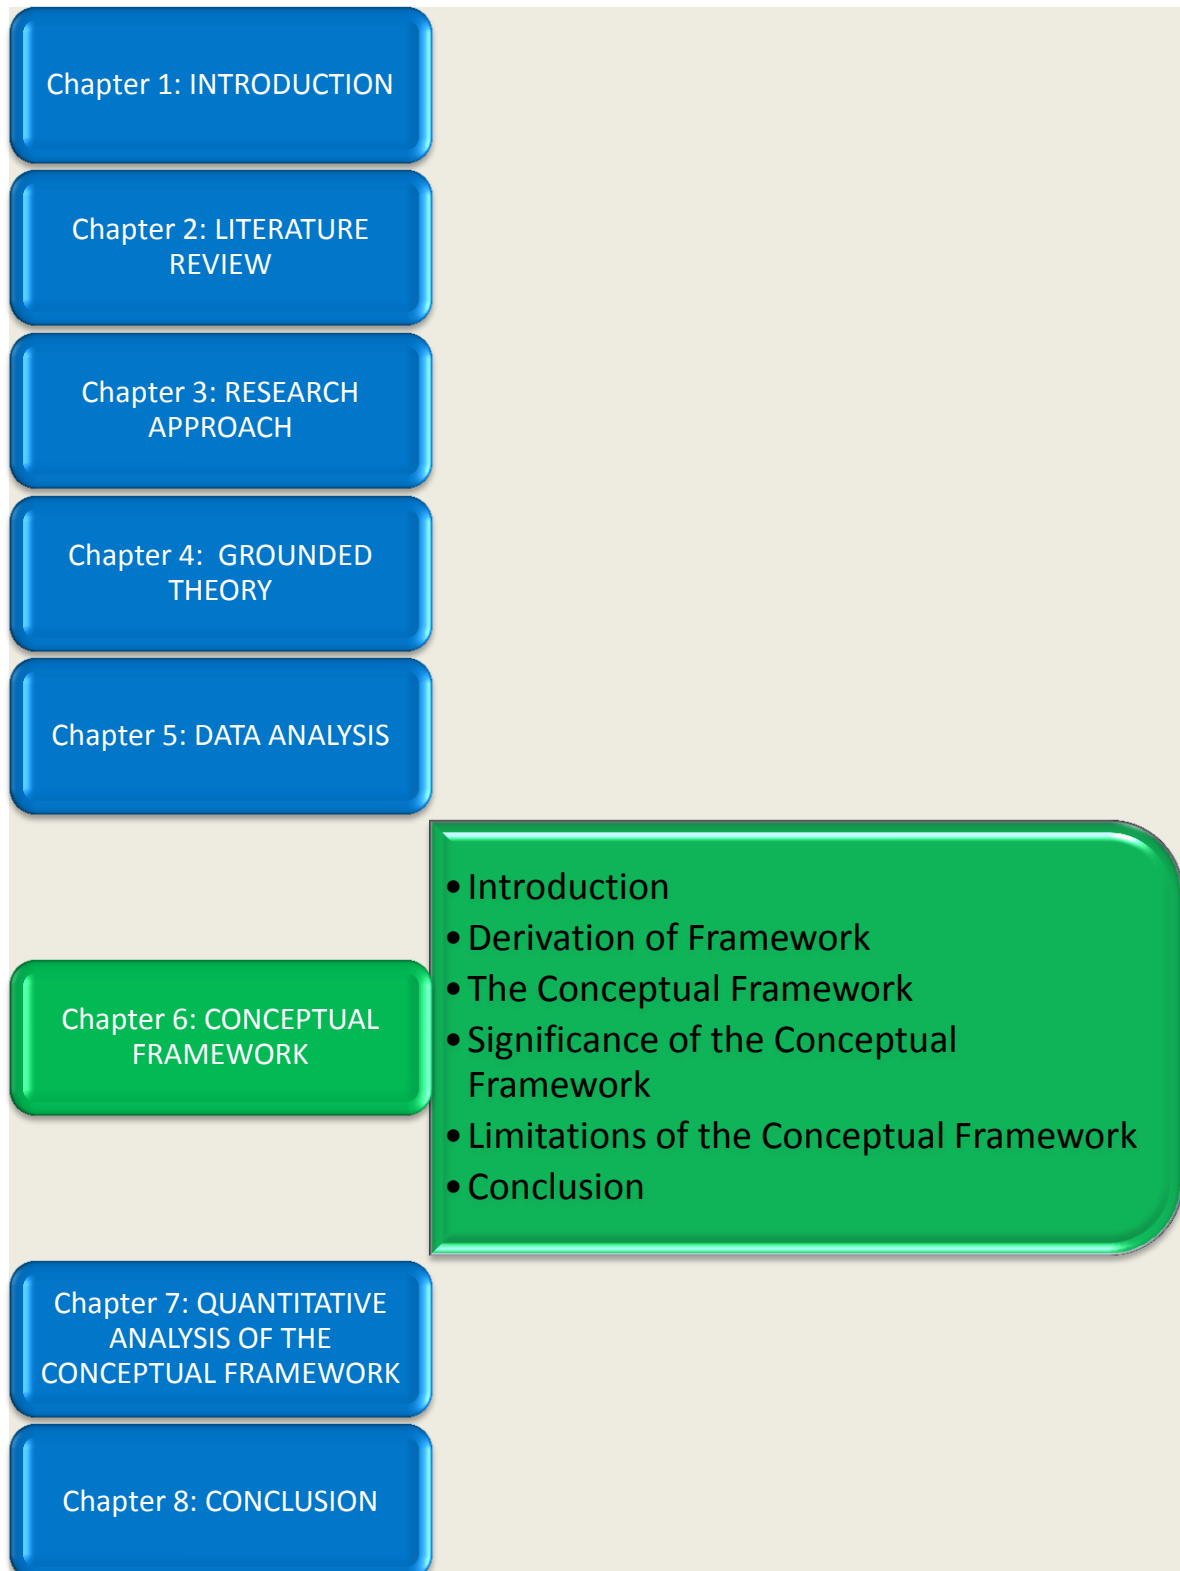 Chapter 1: INTRODUCTION
Chapter 2: LITERATURE
REVIEW
Chapter 3: RESEARCH
APPROACH
Chapter 4:  GROUNDED
THEORY
Chapter 5: DATA ANALYSIS
Chapter 6: CONCEPTUAL
FRAMEWORK
• Introduction
• Derivation of Framework
• The Conceptual Framework
• Significance of the Conceptual
Framework
• Limitations of the Conceptual Framework
• Conclusion
Chapter 7: QUANTITATIVE
ANALYSIS OF THE
CONCEPTUAL FRAMEWORK
Chapter 8: CONCLUSION